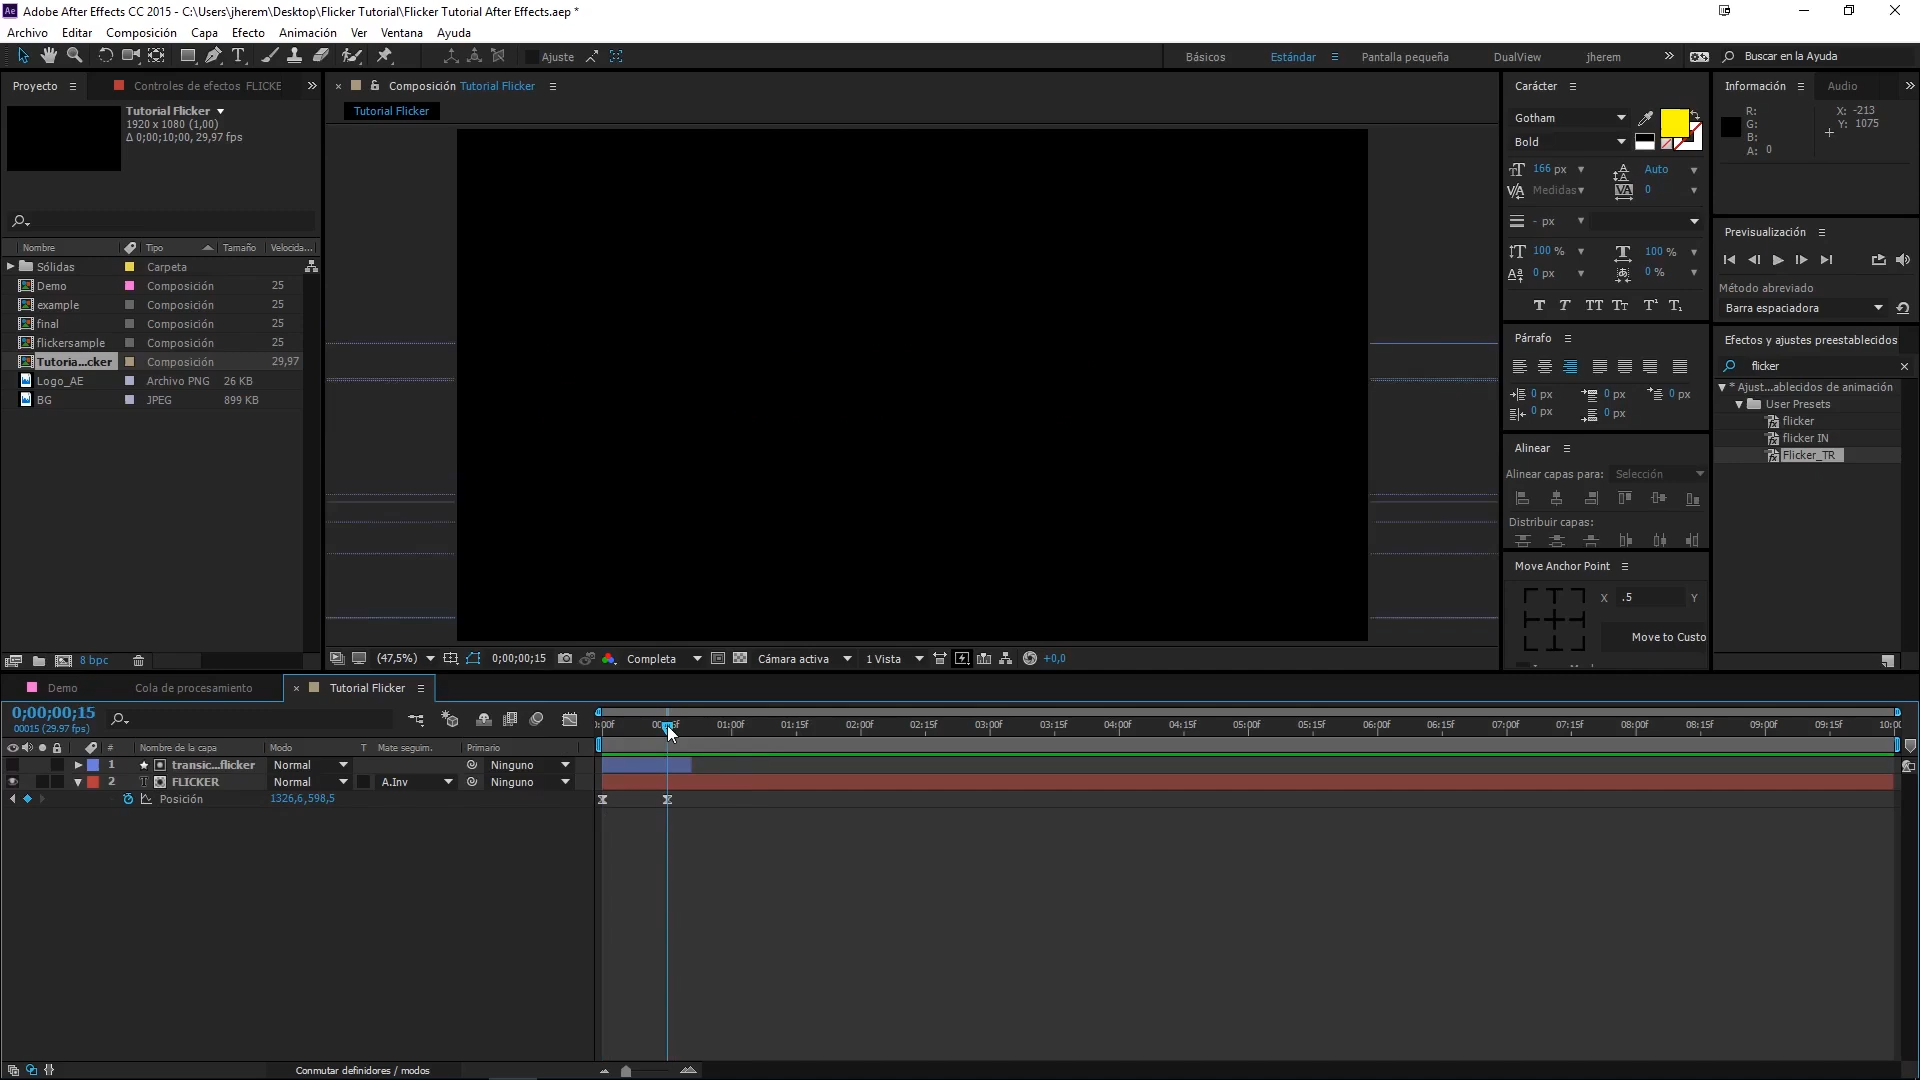 Adobe After Effects CC 2015 - C:\Users\jherem\Desktop\Flicker Tutorial\Flicker Tutorial After Effects.aep *
Archivo Editar Composición Capa Efecto Animación Ver Ventana Ayuda
Ajuste Básicos Estándar Pantalla pequeña DualView jherem Buscar en la Ayuda
Proyecto Controles de efectos FLICKE
Tutorial Flicker
1920 x 1080 (1,00)
Δ 0;00;10;00, 29,97 fps
Nombre Tipo Tamaño Velocida...
Sólidas Carpeta
Demo Composición 25
example Composición 25
final Composición 25
flickersample Composición 25
Tutoria...cker Composición 29,97
Logo_AE Archivo PNG 26 KB
BG JPEG 899 KB
8 bpc
Composición Tutorial Flicker
Tutorial Flicker
(47,5%) 0;00;00;15 Completa Cámara activa 1 Vista +0,0
Carácter
Gotham
Bold
166 px Auto
Medidas 0
- px
100 % 100 %
0 px 0 %
T T TT Tт T¹ T₁
Párrafo
0 px 0 px 0 px
0 px 0 px
Alinear
Alinear capas para: Selección
Distribuir capas:
Move Anchor Point
X .5 Y
Move to Custo
Información Audio
R: X: -213
G: Y: 1075
B:
A: 0
Previsualización
Método abreviado
Barra espaciadora
Efectos y ajustes preestablecidos
flicker
* Ajust...ablecidos de animación
User Presets
flicker
flicker IN
Flicker_TR
Demo Cola de procesamiento Tutorial Flicker
0;00;00;15
00015 (29.97 fps)
01:00f 01:15f 02:00f 02:15f 03:00f 03:15f 04:00f 04:15f 05:00f 05:15f 06:00f 06:15f 07:00f 07:15f 08:00f 08:15f 09:00f 09:15f
# Nombre de la capa Modo T Mate seguim. Primario
1 transic...flicker Normal Ninguno
2 T FLICKER Normal A.Inv Ninguno
Posición 1326,6,598,5
Conmutar definidores / modos